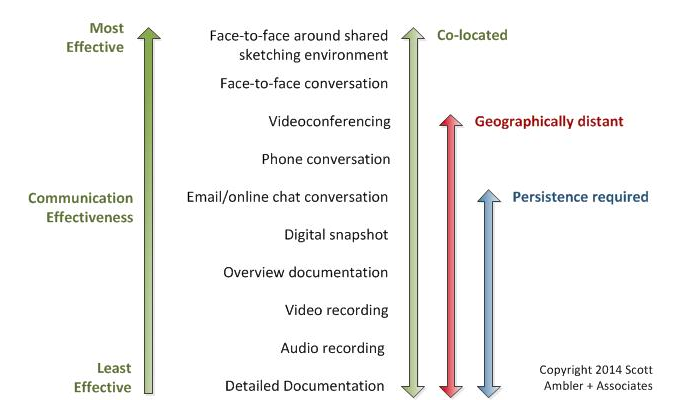 Most
Effective
Face-to-face around shared
sketching environment
Co-located
Face-to-face conversation
Videoconferencing
Geographically distant
Phone conversation
Communication
Effectiveness
Email/online chat conversation
Persistence required
Digital snapshot
Overview documentation
Video recording
Audio recording
Least
Effective
Detailed Documentation
Copyright 2014 Scott
Ambler + Associates